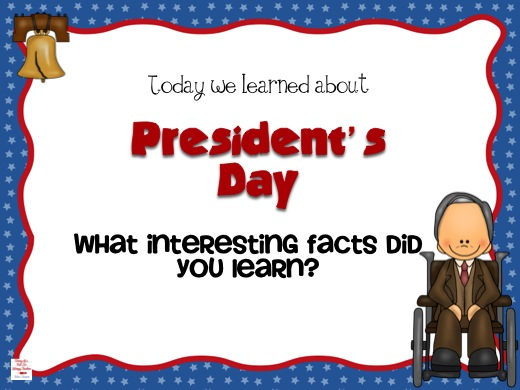 Today we learned about
President's
Day
What interesting facts did
you learn?